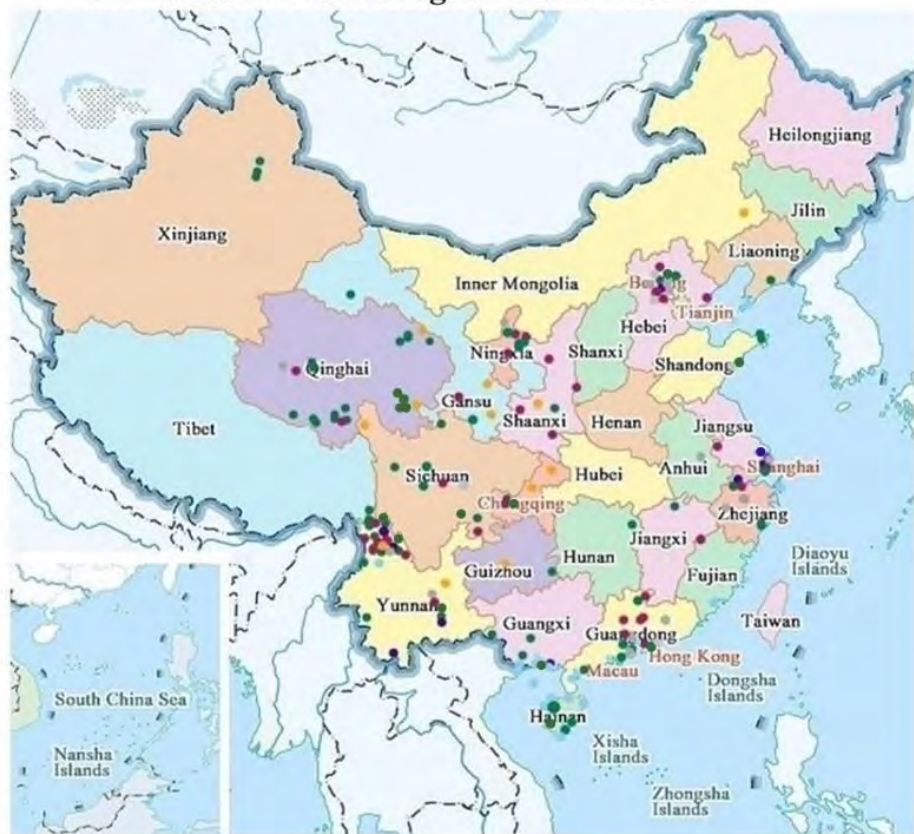 Heilongjiang
Jilin
Xinjiang
Liaoning
Inner Mongolia
Tianjin
Hebei
Ningxia
Shanxi
Shandong
Qinghai
Gansu
Shaanxi
Henan
Jiangsu
Tibet
Sichuan
Hubei
Anhui
Shanghai
Chongqing
Zhejiang
Hunan
Jiangxi
Guizhou
Fujian
Diaoyu
Islands
Yunnan
Guangxi
Guangdong
Taiwan
Hong Kong
Macau
Dongsha
Islands
South China Sea
Hainan
Xisha
Islands
Nansha
Islands
Zhongsha
Islands